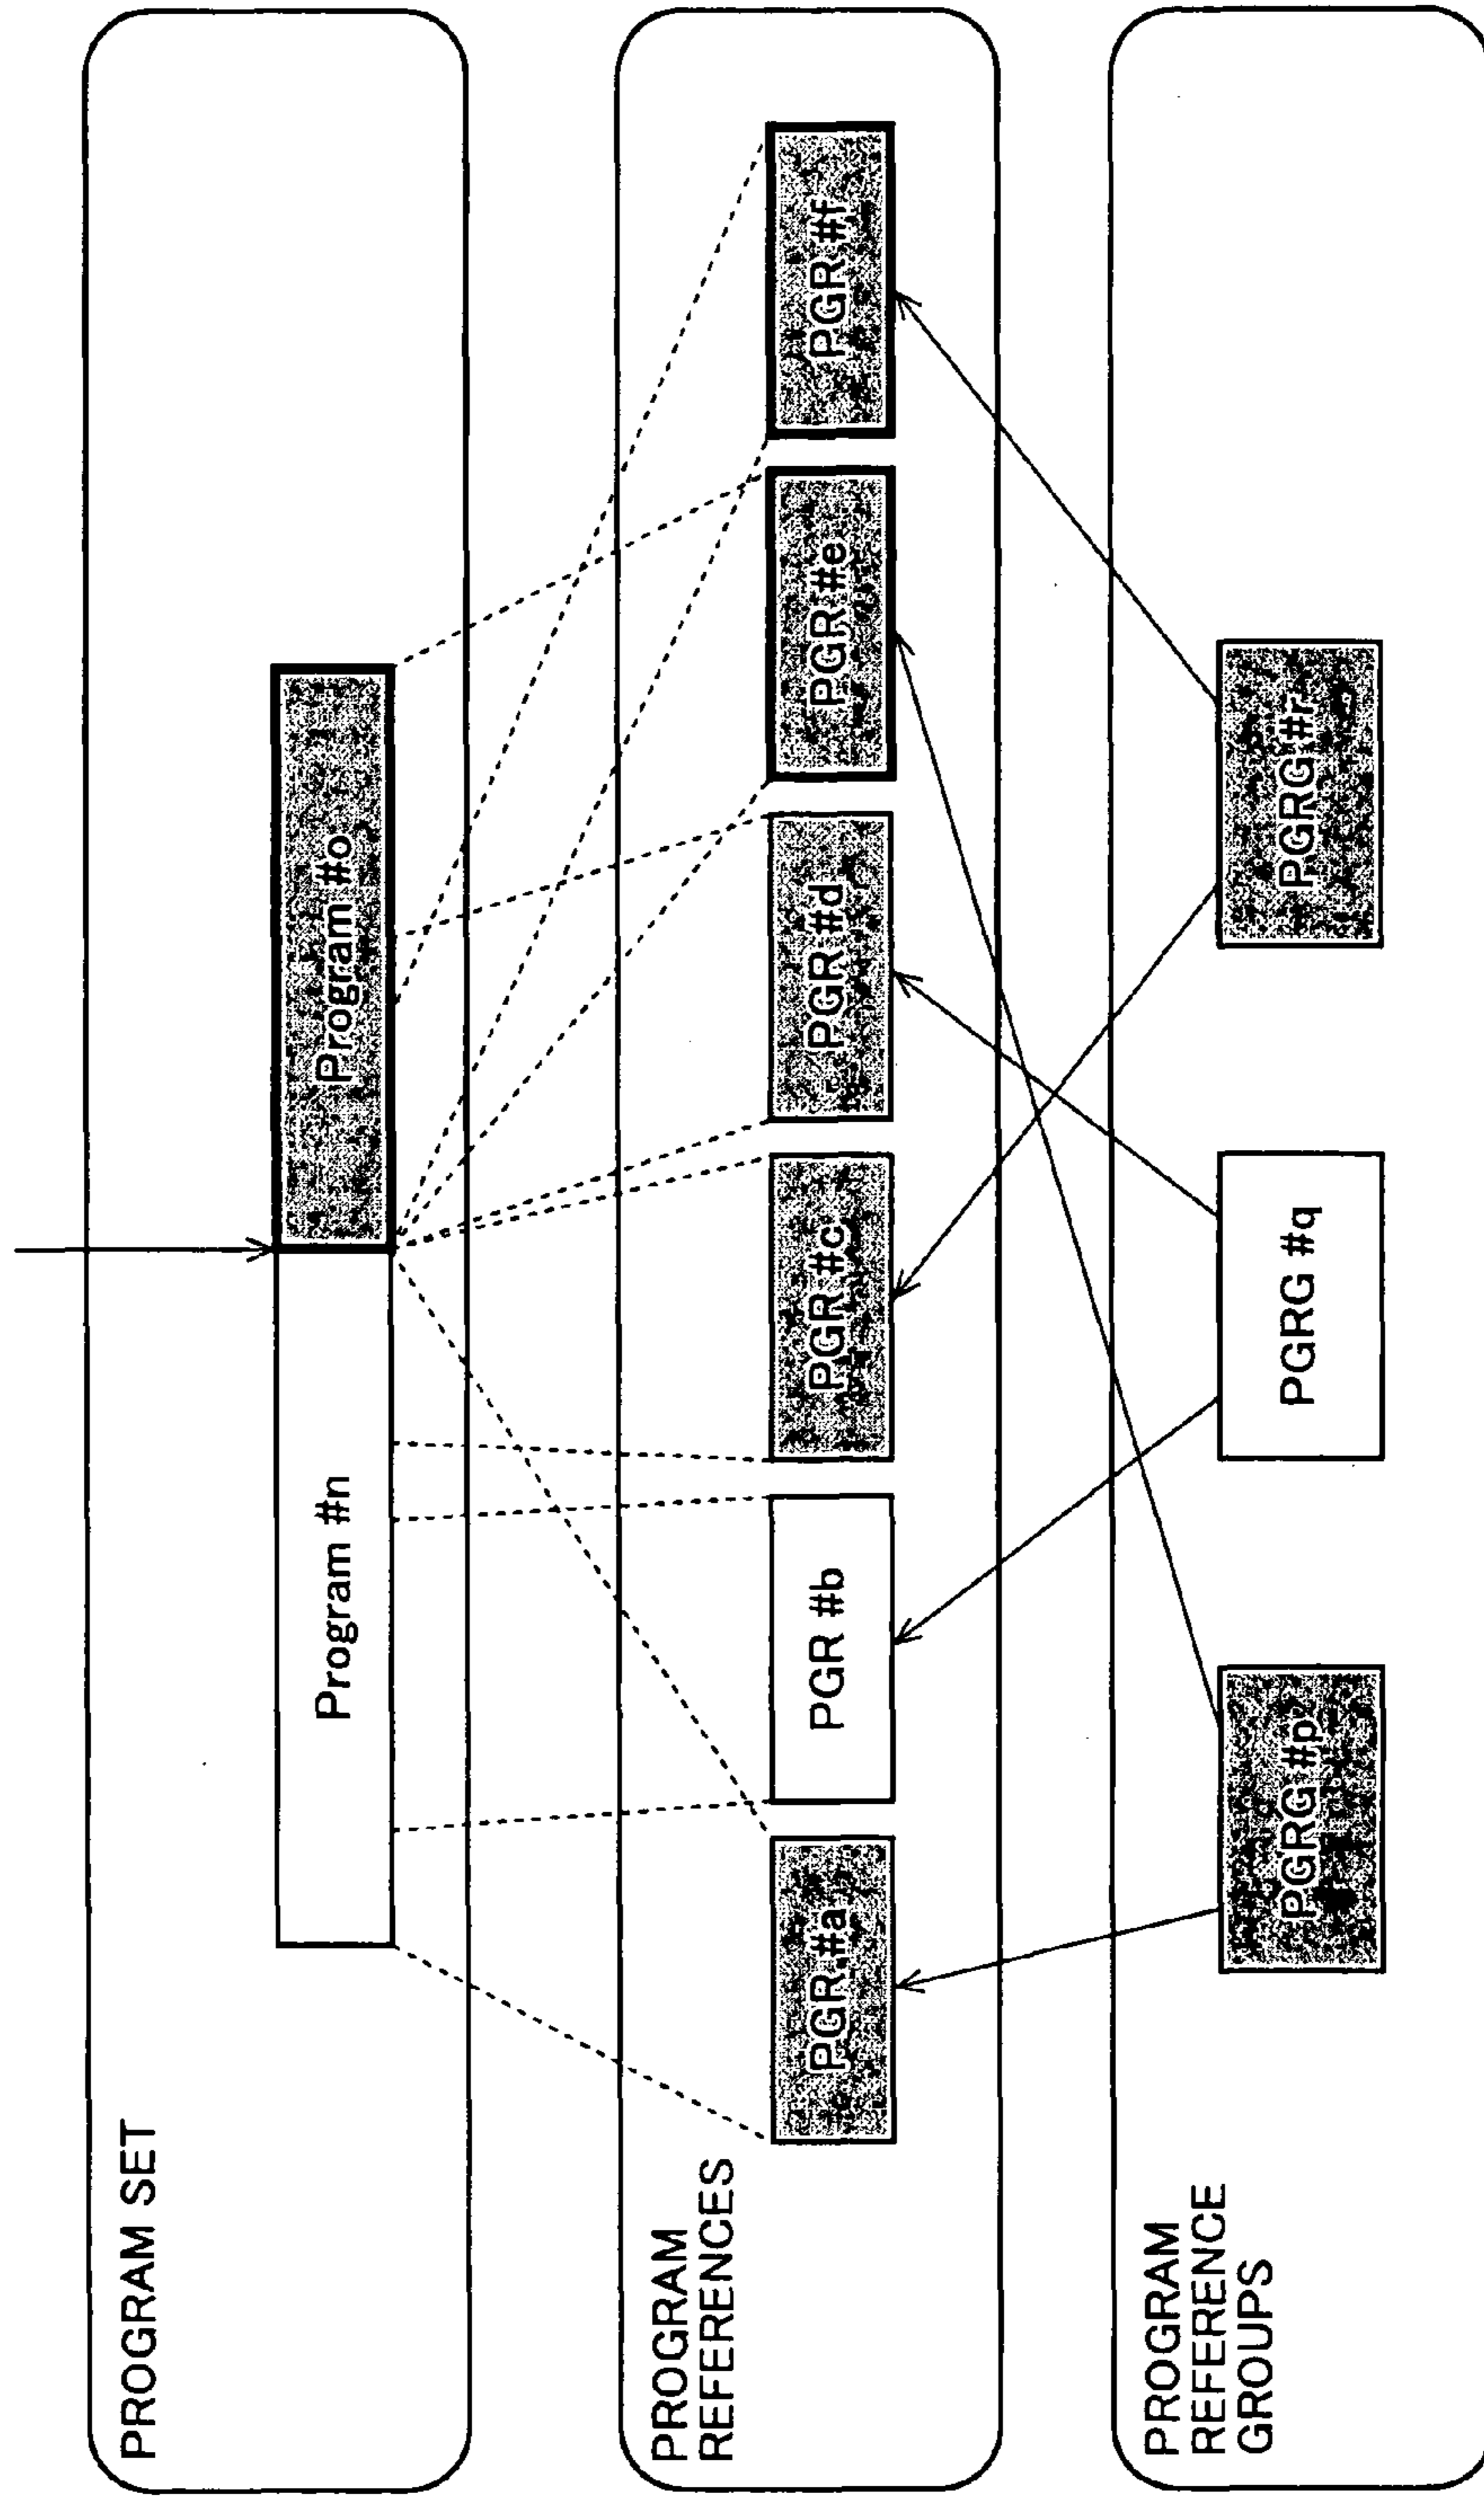 PROGRAM SET
Program #n
Program #o
PROGRAM
REFERENCES
PGR #a
PGR #b
PGR #c
PGR #d
PGR #e
PGR #f
PROGRAM
REFERENCE
GROUPS
PGRG #p
PGRG #q
PGRG #r